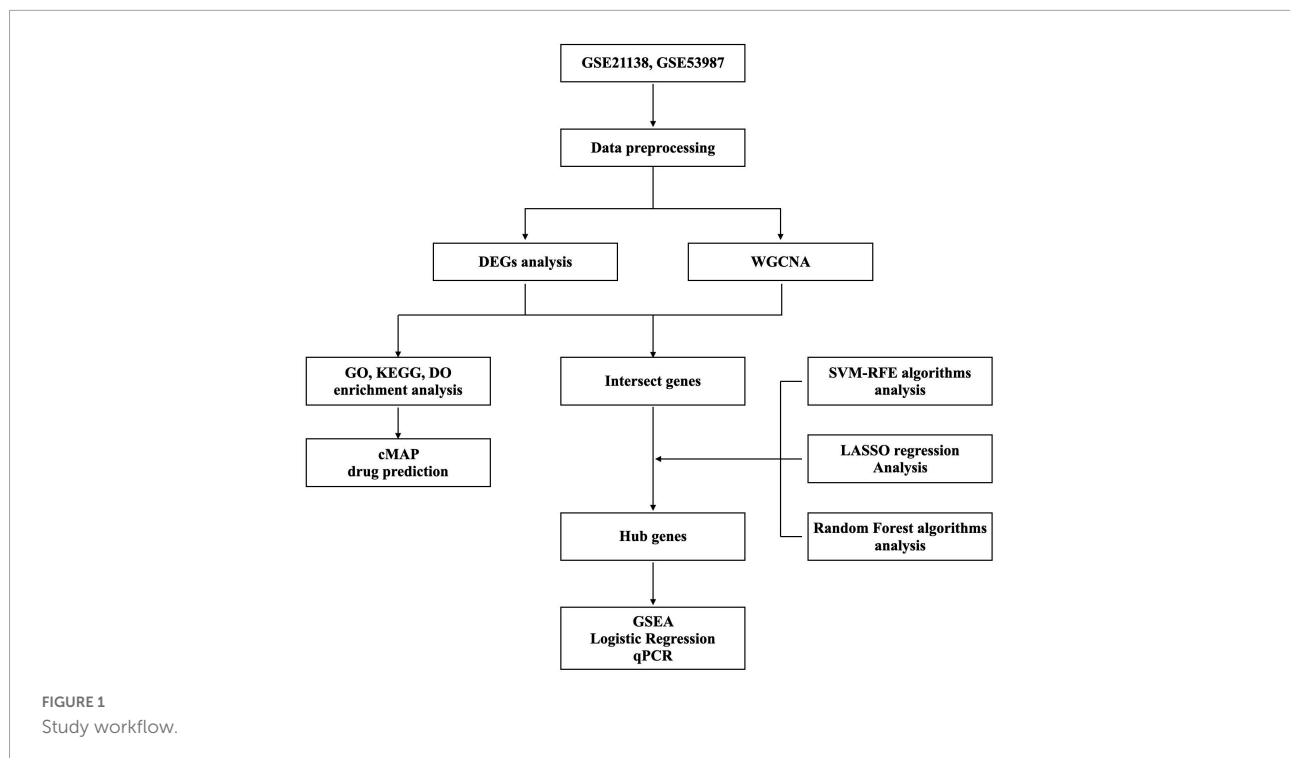 GSE21138, GSE53987
Data preprocessing
DEGs analysis
WGCNA
GO, KEGG, DO
enrichment analysis
Intersect genes
SVM-RFE algorithms
analysis
cMAP
drug prediction
LASSO regression
Analysis
Hub genes
Random Forest algorithms
analysis
GSEA
Logistic Regression
qPCR
FIGURE 1
Study workflow.